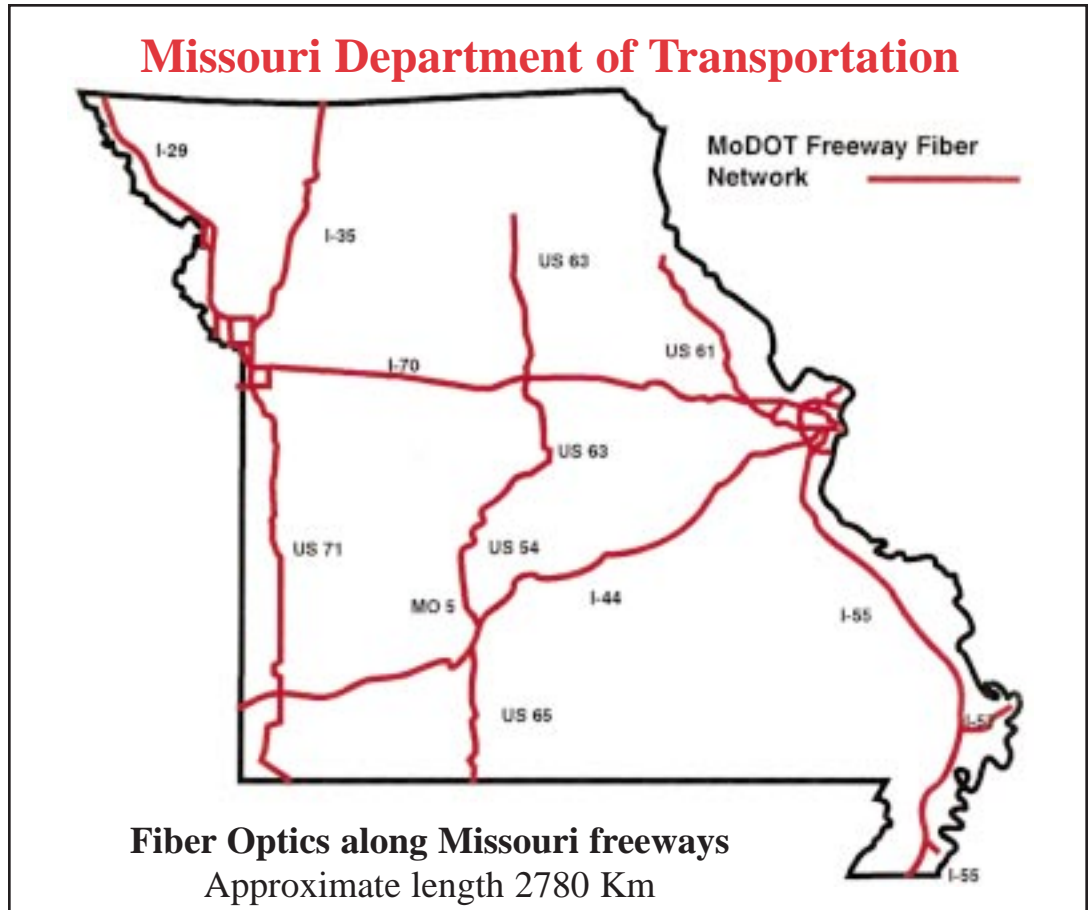 Missouri Department of Transportation
MoDOT Freeway Fiber
Network
I-29
I-35
US 63
US 61
I-70
US 63
US 71
US 54
MO 5
I-44
I-55
US 65
I-57
Fiber Optics along Missouri freeways
Approximate length 2780 Km
I-55